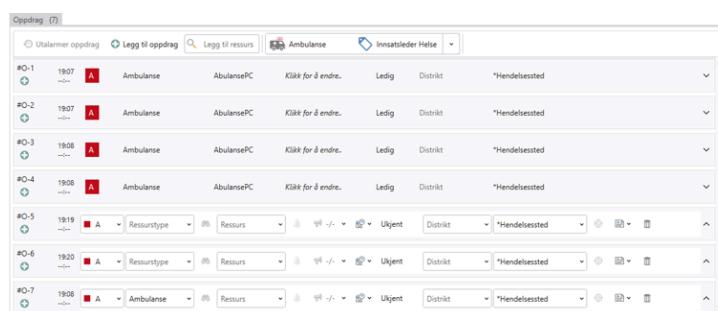 Oppdrag (7)
Utalarmer oppdrag Legg til oppdrag Legg til ressurs Ambulanse Innsatsleder Helse
#O-1 19:07 A Ambulanse AbulansePC Klikk for å endre.. Ledig Distrikt *Hendelsessted
--:--
#O-2 19:07 A Ambulanse AmbulansePC Klikk for å endre.. Ledig Distrikt *Hendelsessted
--:--
#O-3 19:08 A Ambulanse AbulansePC Klikk for å endre.. Ledig Distrikt *Hendelsessted
--:--
#O-4 19:08 A Ambulanse AbulansePC Klikk for å endre.. Ledig Distrikt *Hendelsessted
--:--
#O-5 19:19 A Ressurstype Ressurs -/- Ukjent Distrikt *Hendelsessted
--:--
#O-6 19:20 A Ressurstype Ressurs -/- Ukjent Distrikt *Hendelsessted
--:--
#O-7 19:08 A Ambulanse Ressurs -/- Ukjent Distrikt *Hendelsessted
--:--